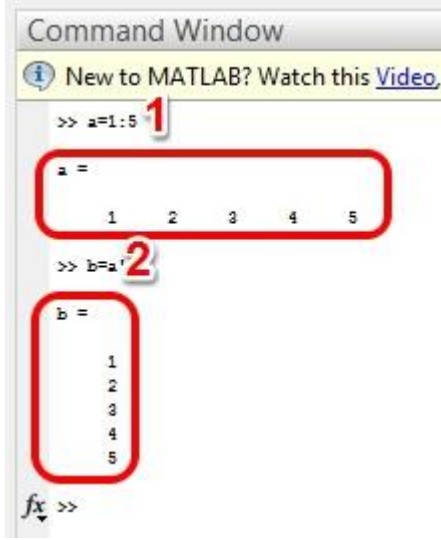 Command Window
New to MATLAB? Watch this Video,
>> a=1:5 1
a =
1 2 3 4 5
>> b=a' 2
b =
1
2
3
4
5
fx >>